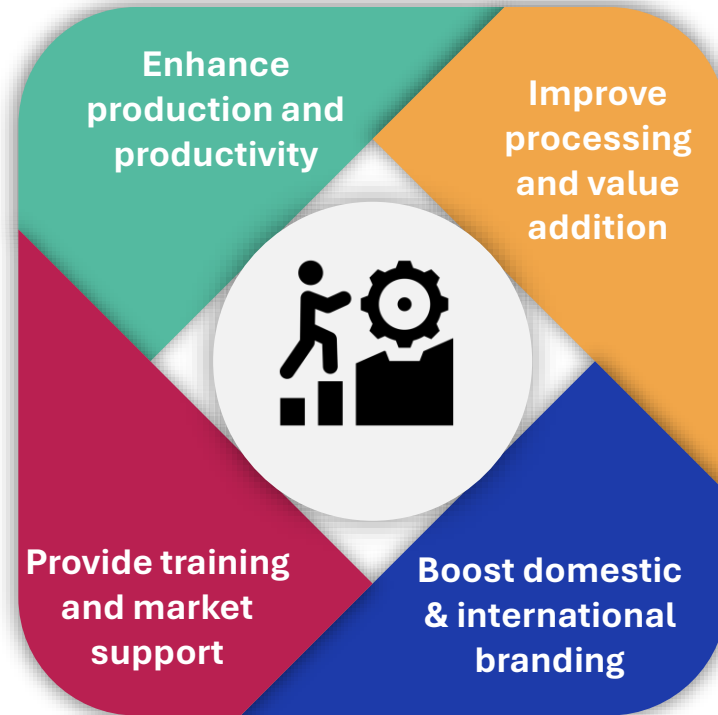 Enhance
production and
productivity
Improve
processing
and value
addition
Provide training
and market
support
Boost domestic
& international
branding